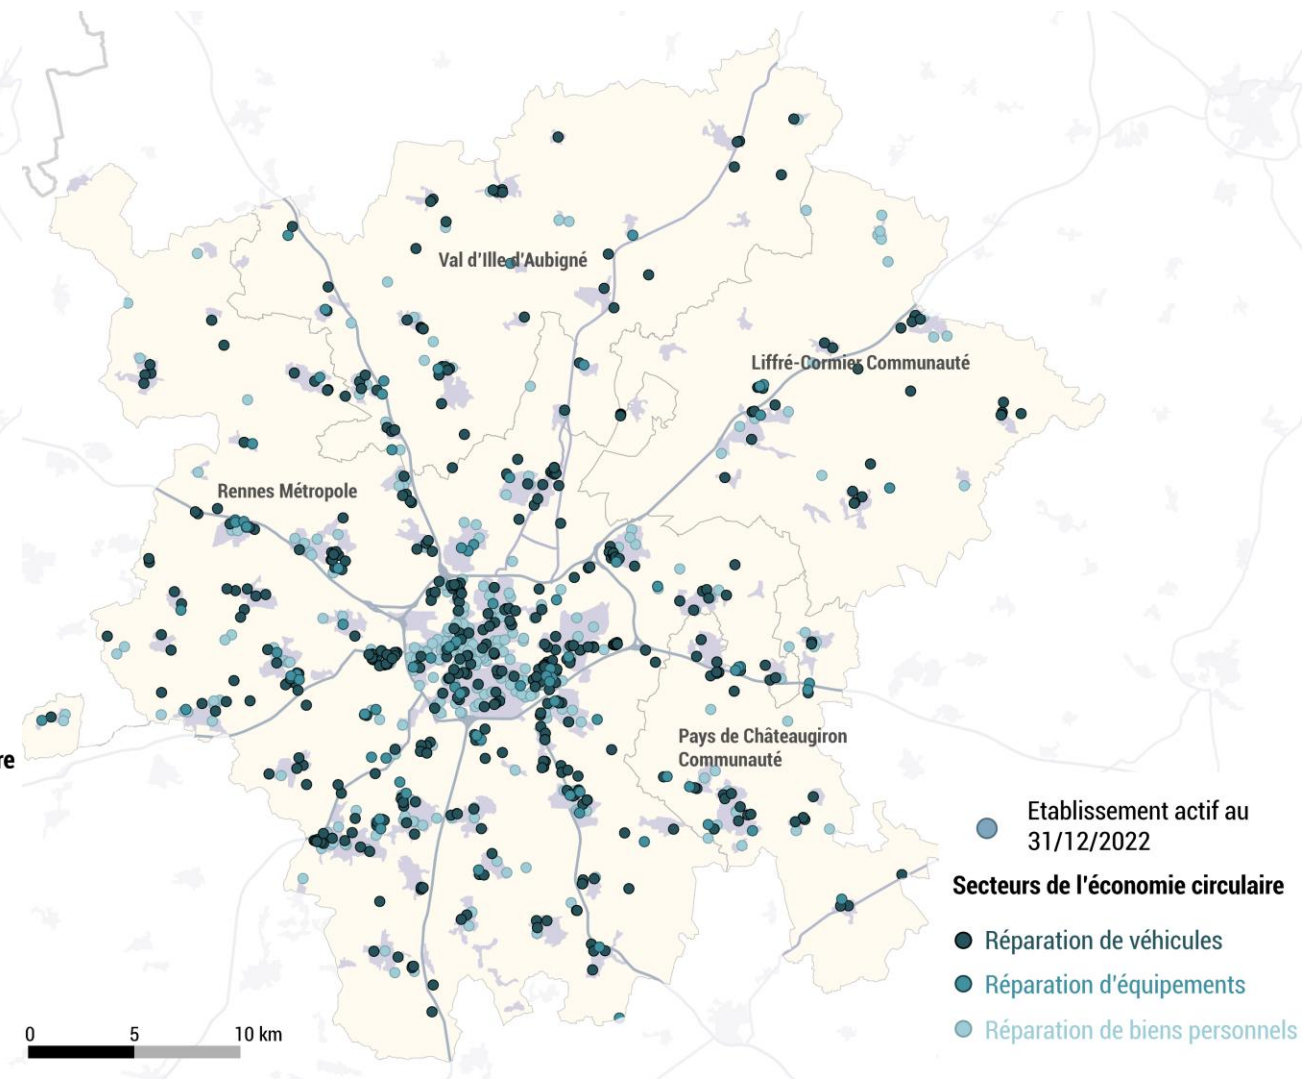 Val d'Ille d'Aubigné
Liffré-Cormier Communauté
Rennes Métropole
Pays de Châteaugiron
Communauté
re
Etablissement actif au
31/12/2022
Secteurs de l'économie circulaire
Réparation de véhicules
Réparation d'équipements
Réparation de biens personnels
0 5 10 km